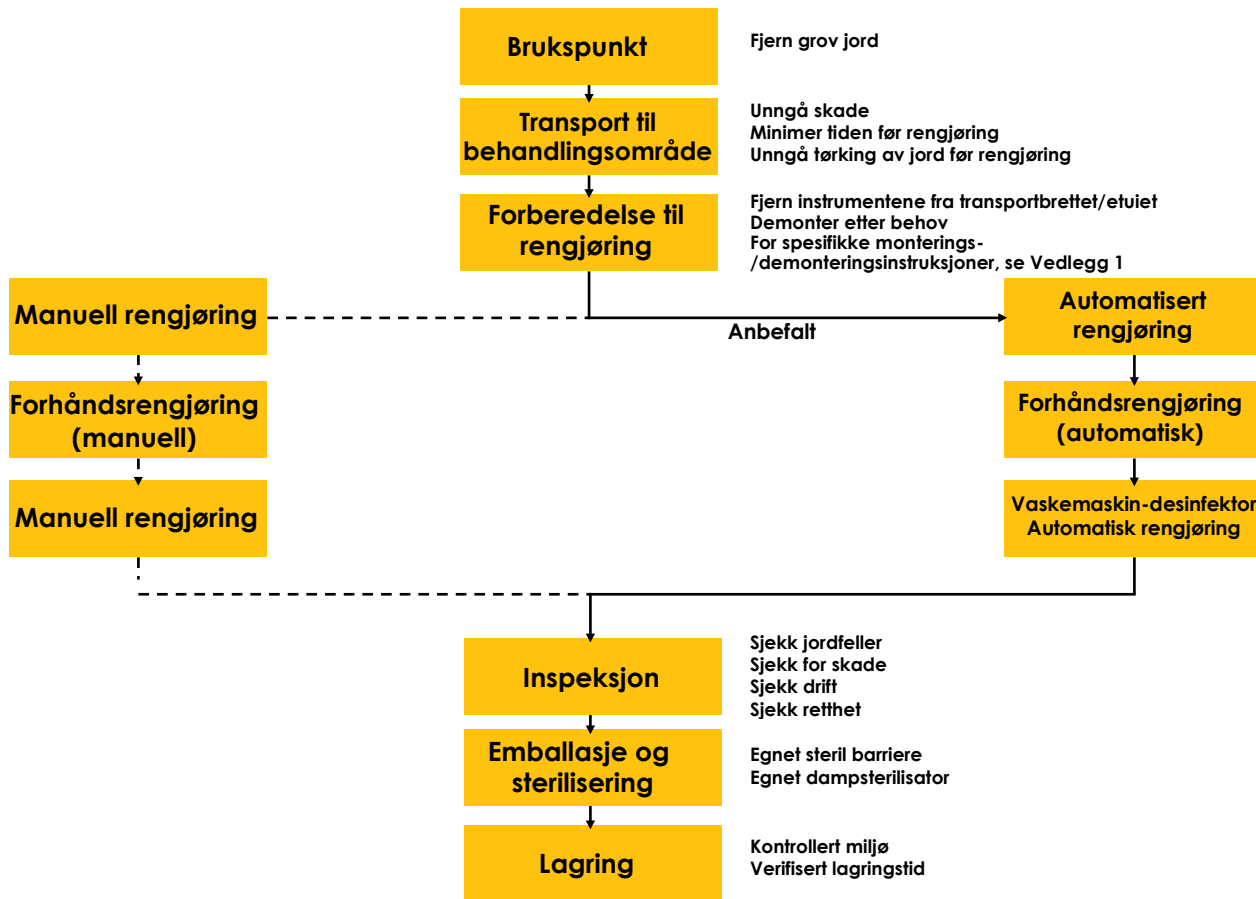 Brukspunkt
Fjern grov jord
Transport til
behandlingsområde
Unngå skade
Minimer tiden før rengjøring
Unngå tørking av jord før rengjøring
Forberedelse til
rengjøring
Fjern instrumentene fra transportbrettet/etuiet
Demonter etter behov
For spesifikke monterings-
/demonteringsinstruksjoner, se Vedlegg 1
Manuell rengjøring
Anbefalt
Automatisert
rengjøring
Forhåndsrengjøring
(manuell)
Forhåndsrengjøring
(automatisk)
Manuell rengjøring
Vaskemaskin-desinfektor
Automatisk rengjøring
Inspeksjon
Sjekk jordfeller
Sjekk for skade
Sjekk drift
Sjekk retthet
Emballasje og
sterilisering
Egnet steril barriere
Egnet dampsterilisator
Lagring
Kontrollert miljø
Verifisert lagringstid